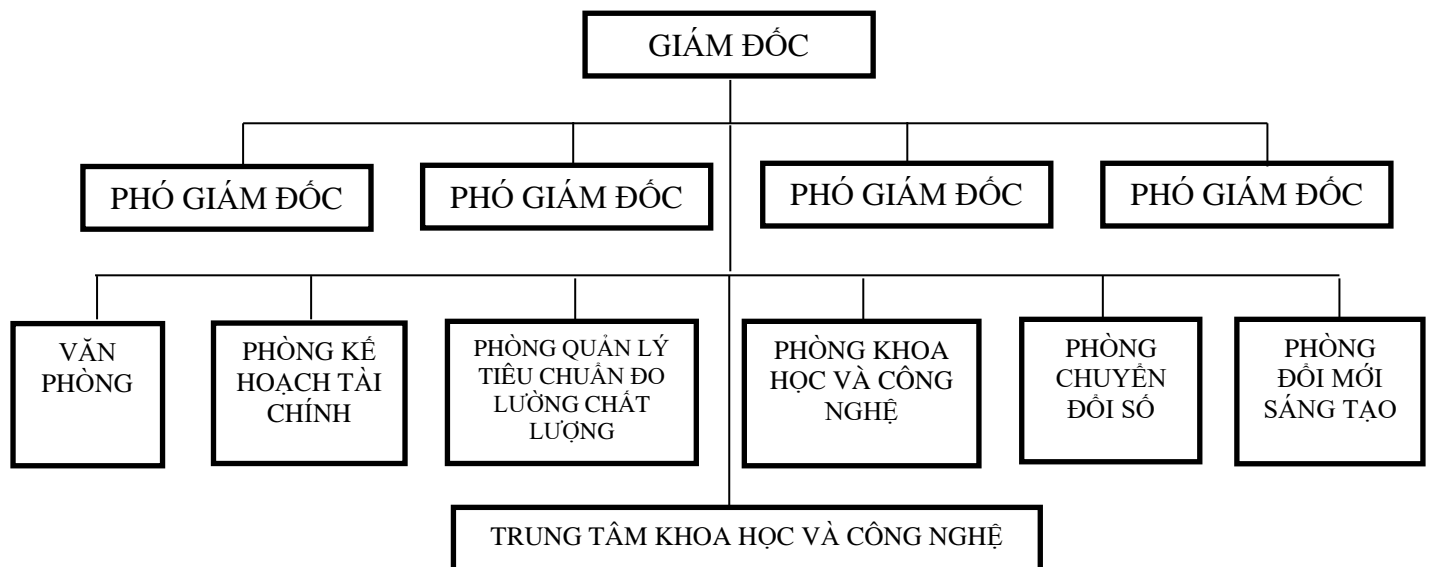 GIÁM ĐỐC
PHÓ GIÁM ĐỐC
PHÓ GIÁM ĐỐC
PHÓ GIÁM ĐỐC
PHÓ GIÁM ĐỐC
VĂN
PHÒNG
PHÒNG KẾ
HOẠCH TÀI
CHÍNH
PHÒNG QUẢN LÝ
TIÊU CHUẨN ĐO
LƯỜNG CHẤT
LƯỢNG
PHÒNG KHOA
HỌC VÀ CÔNG
NGHỆ
PHÒNG
CHUYỂN
ĐỔI SỐ
PHÒNG
ĐỔI MỚI
SÁNG TẠO
TRUNG TÂM KHOA HỌC VÀ CÔNG NGHỆ